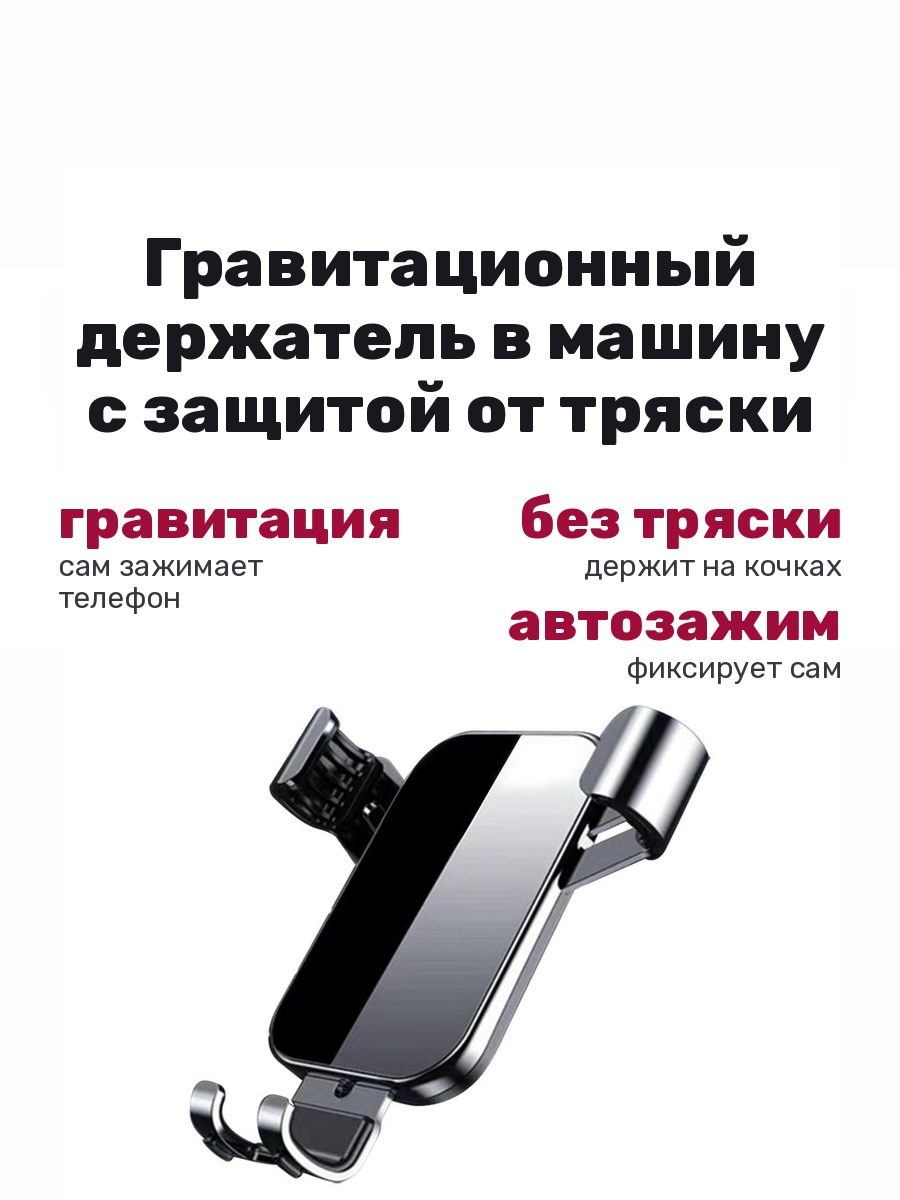 Гравитационный
держатель в машину
с защитой от тряски
гравитация
сам зажимает
телефон
без тряски
держит на кочках
автозажим
фиксирует сам